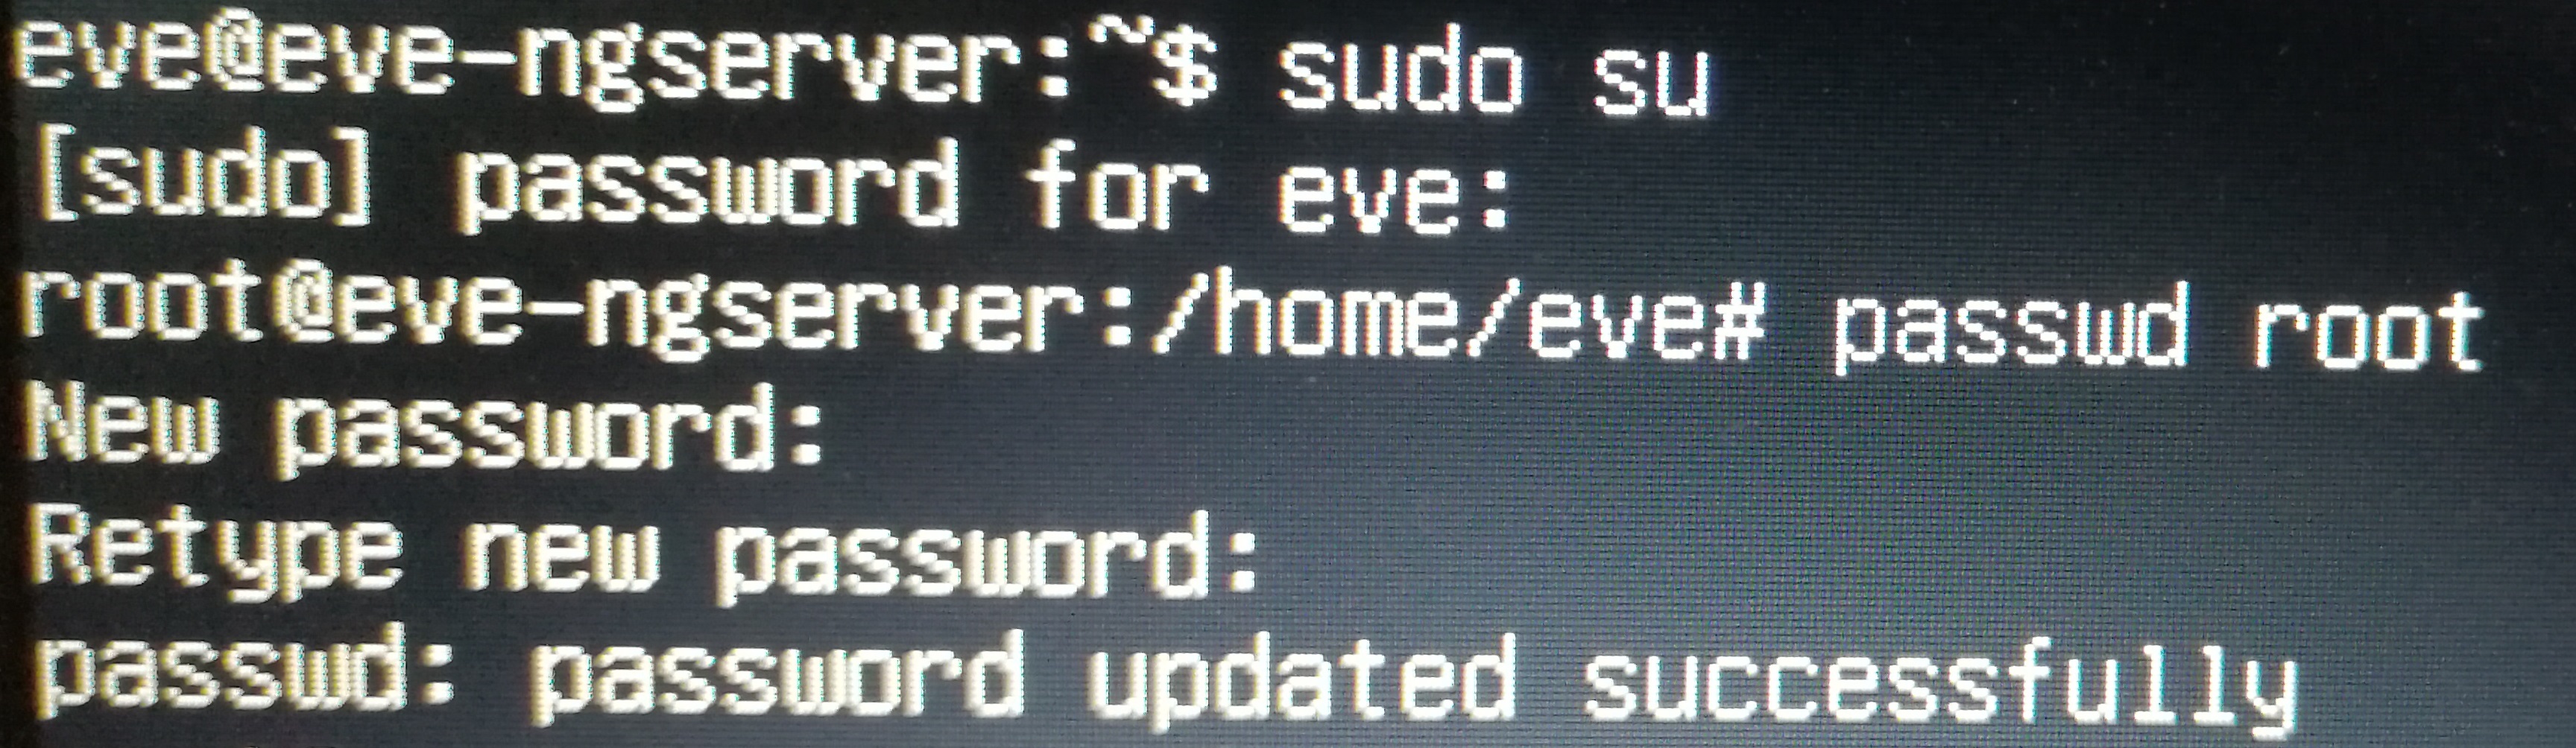 eve@eve-ngserver:~$ sudo su
[sudo] password for eve:
root@eve-ngserver:/home/eve# passwd root
New password:
Retype new password:
passwd: password updated successfully